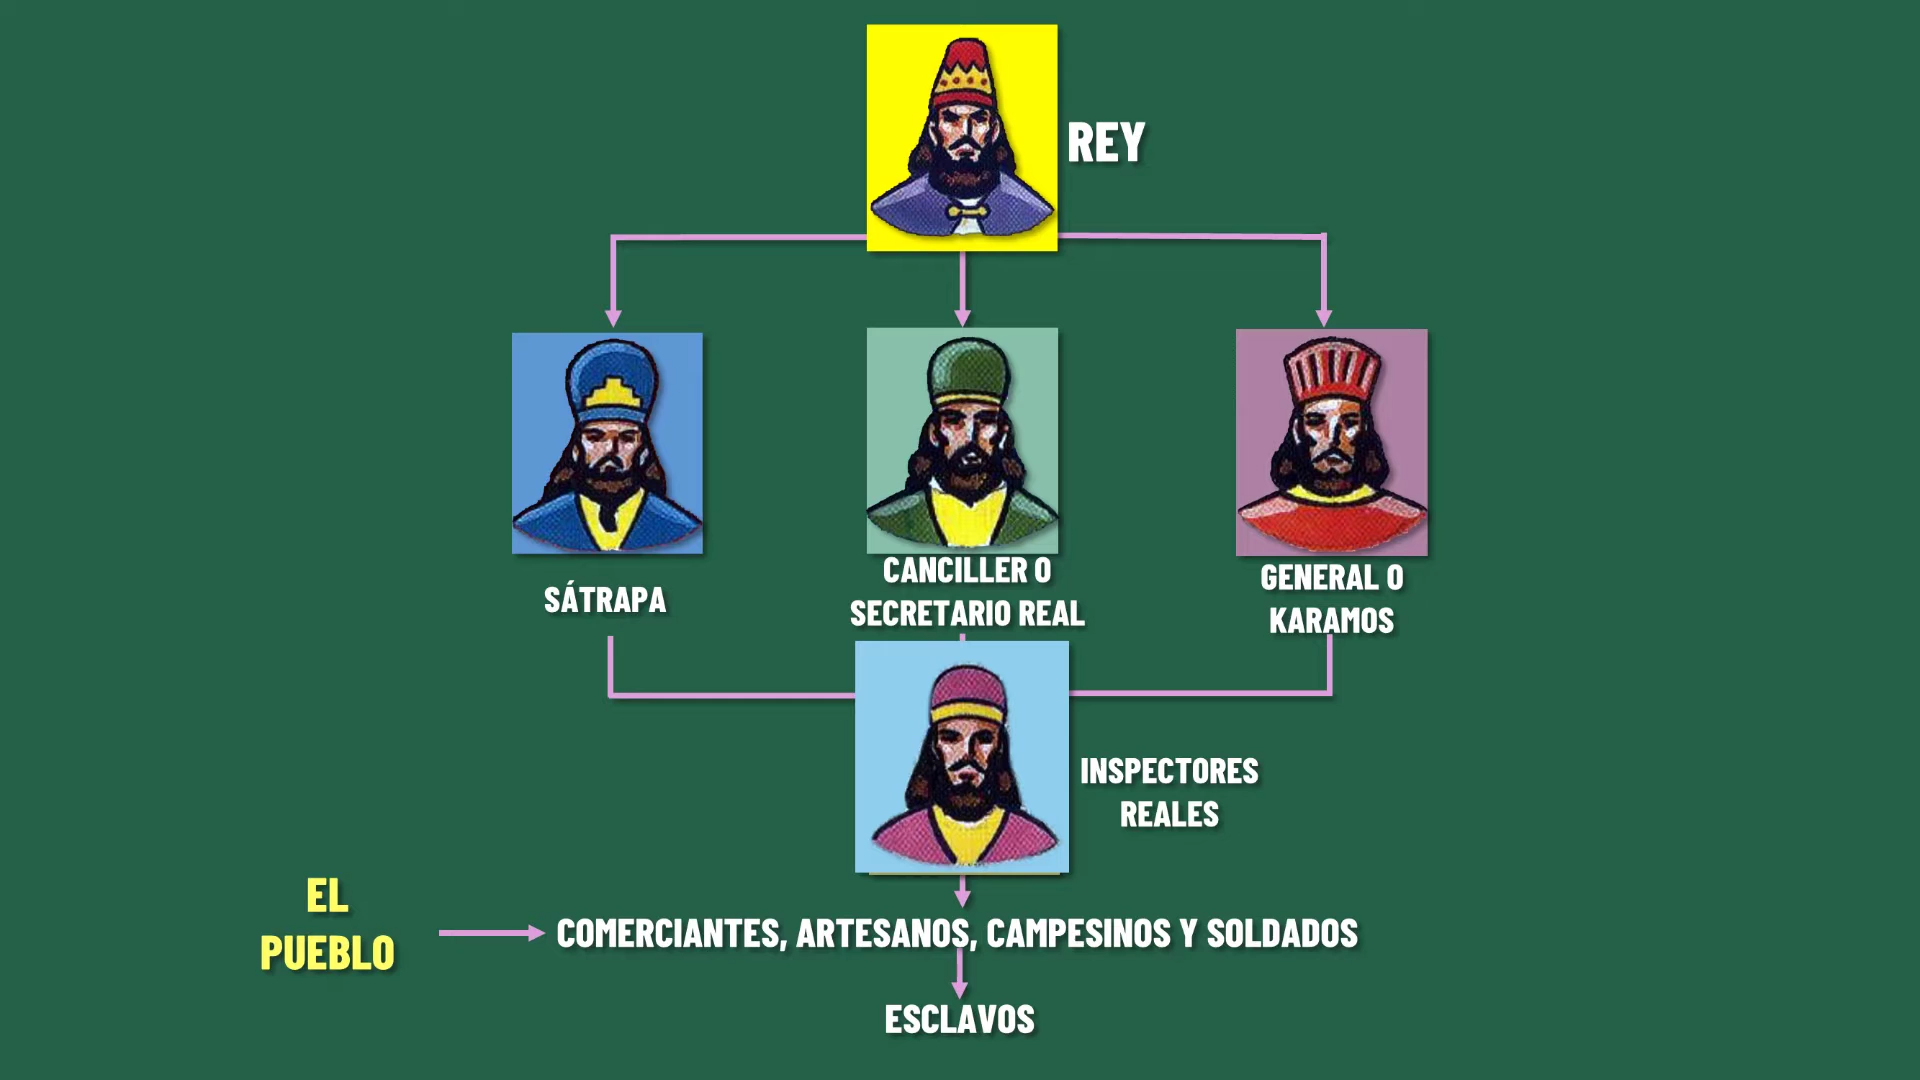 REY
SÁTRAPA
CANCILLER O
SECRETARIO REAL
GENERAL O
KARAMOS
INSPECTORES
REALES
EL
PUEBLO
COMERCIANTES, ARTESANOS, CAMPESINOS Y SOLDADOS
ESCLAVOS